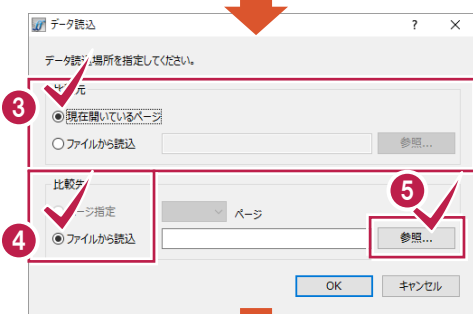 データ読込 ? ×
データ読込場所を指定してください。
3
比較元
現在開いているページ
ファイルから読込 参照...
比較先
5
ページ指定 ページ
4
ファイルから読込 参照...
OK キャンセル